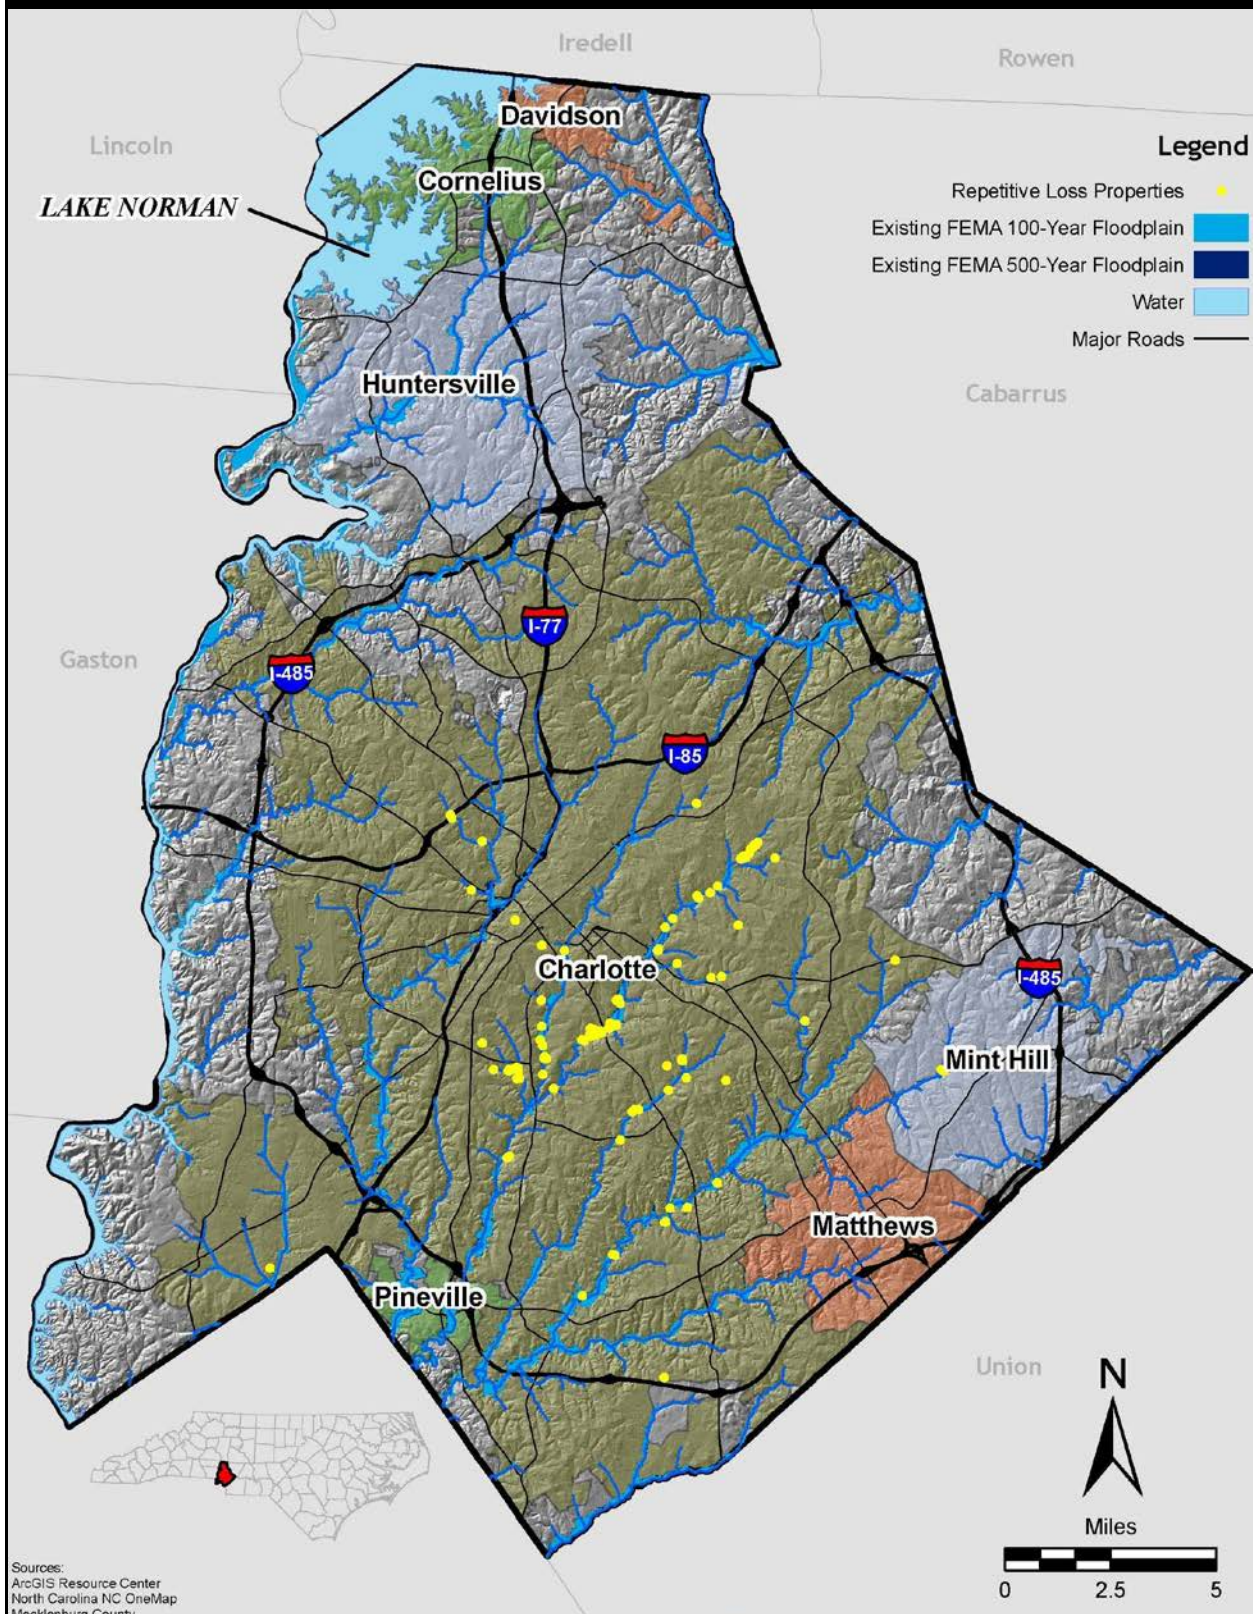 Iredell
Rowen
Lincoln
Davidson
Legend
Cornelius
Repetitive Loss Properties
LAKE NORMAN
Existing FEMA 100-Year Floodplain
Existing FEMA 500-Year Floodplain
Water
Major Roads
Huntersville
Cabarrus
I-77
Gaston
I-485
I-85
Charlotte
I-485
Mint Hill
Matthews
Pineville
Union
N
Miles
0 2.5 5
Sources:
ArcGIS Resource Center
North Carolina NC OneMap
Mecklenburg County